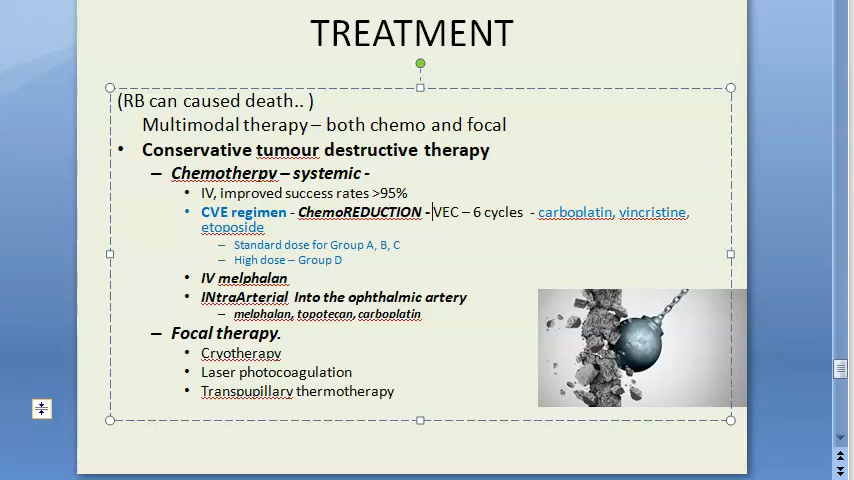 TREATMENT
(RB can caused death.. )
Multimodal therapy – both chemo and focal
• Conservative tumour destructive therapy
– Chemotherpy – systemic -
• IV, improved success rates >95%
• CVE regimen - ChemoREDUCTION - VEC – 6 cycles - carboplatin, vincristine,
etoposide
– Standard dose for Group A, B, C
– High dose – Group D
• IV melphalan
• INtraArterial Into the ophthalmic artery
– melphalan, topotecan, carboplatin
– Focal therapy.
• Cryotherapy
• Laser photocoagulation
• Transpupillary thermotherapy